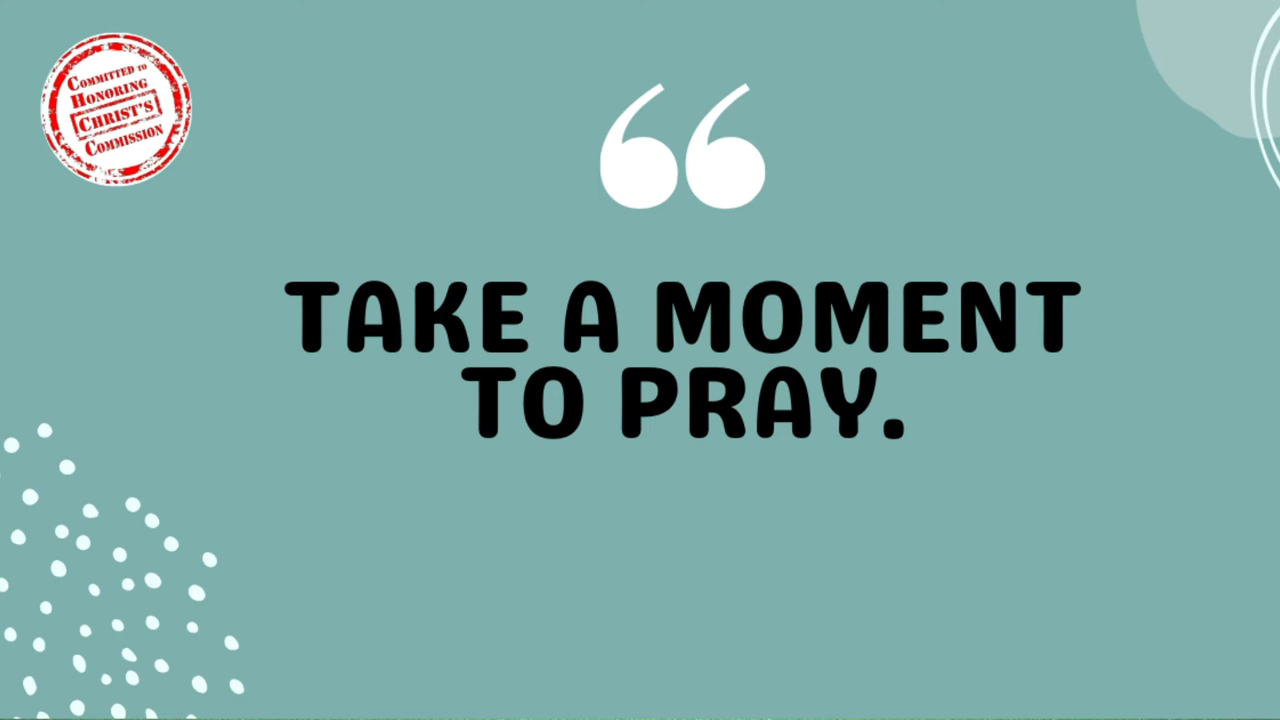 COMMITTED TO
HONORING
CHRIST'S
COMMISSION
“
TAKE A MOMENT
TO PRAY.